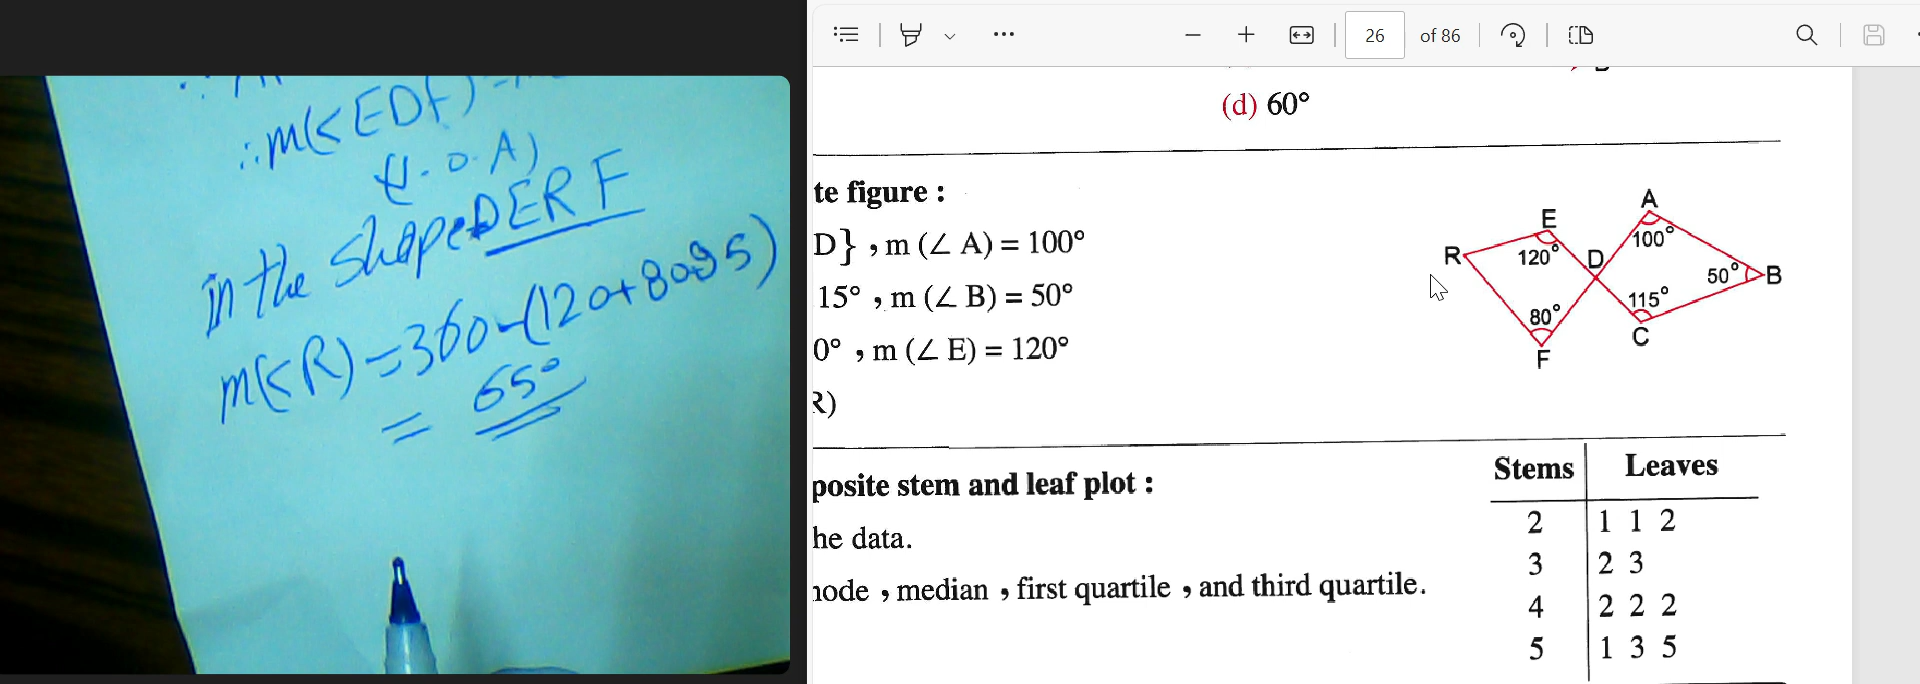 ∴ m(< EDF) =
(V. O. A)
in the shape DERF
m(< R) = 360 - (120 + 80 95)
= 65°
26 of 86
(d) 60°
te figure :
D} , m (∠ A) = 100°
15° , m (∠ B) = 50°
0° , m (∠ E) = 120°
R)
A
E
100°
R
120°
D
50°
B
115°
80°
C
F
posite stem and leaf plot :
he data.
node , median , first quartile , and third quartile.
Stems Leaves
2 1 1 2
3 2 3
4 2 2 2
5 1 3 5